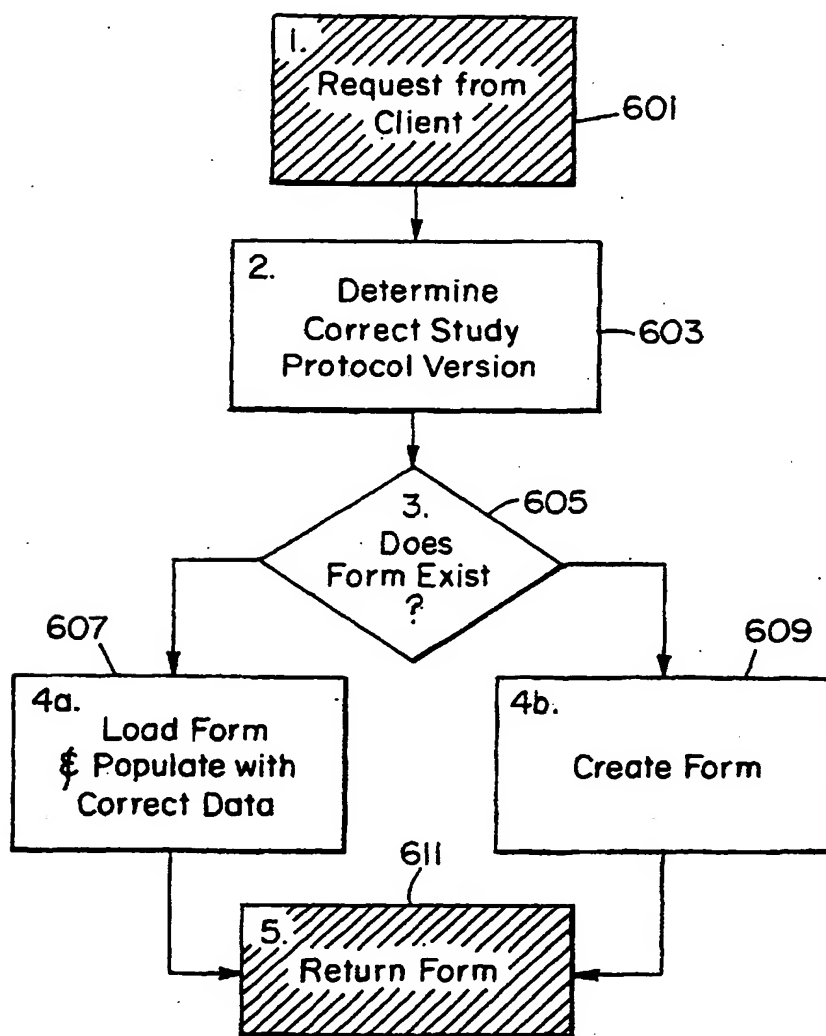 1.
Request from
Client
601
2.
Determine
Correct Study
Protocol Version
603
3.
Does
Form Exist
?
605
607
4a.
Load Form
& Populate with
Correct Data
609
4b.
Create Form
611
5.
Return Form